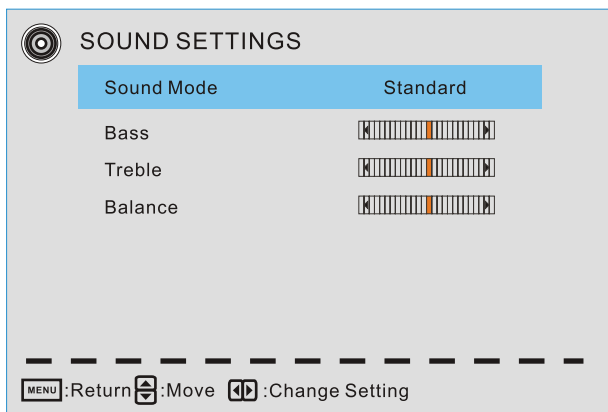 SOUND SETTINGS
Sound Mode Standard
Bass
Treble
Balance
MENU:Return :Move :Change Setting